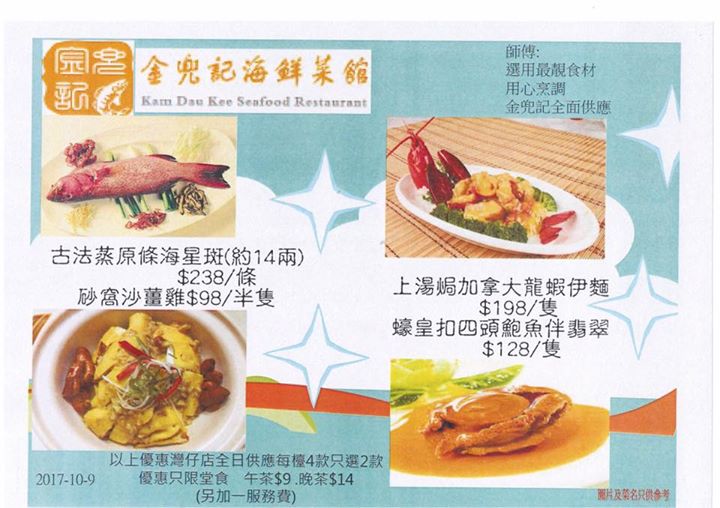 金兜記
金兜記海鮮菜館
Kam Dau Kee Seafood Restaurant
師傅:
選用最靚食材
用心烹調
金兜記全面供應
古法蒸原條海星斑(約14兩)
$238/條
砂窩沙薑雞$98/半隻
上湯焗加拿大龍蝦伊麵
$198/隻
蠔皇扣四頭鮑魚伴翡翠
$128/隻
以上優惠灣仔店全日供應每檯4款只選2款
優惠只限堂食 午茶$9 .晚茶$14
(另加一服務費)
2017-10-9
圖片及菜名只供參考